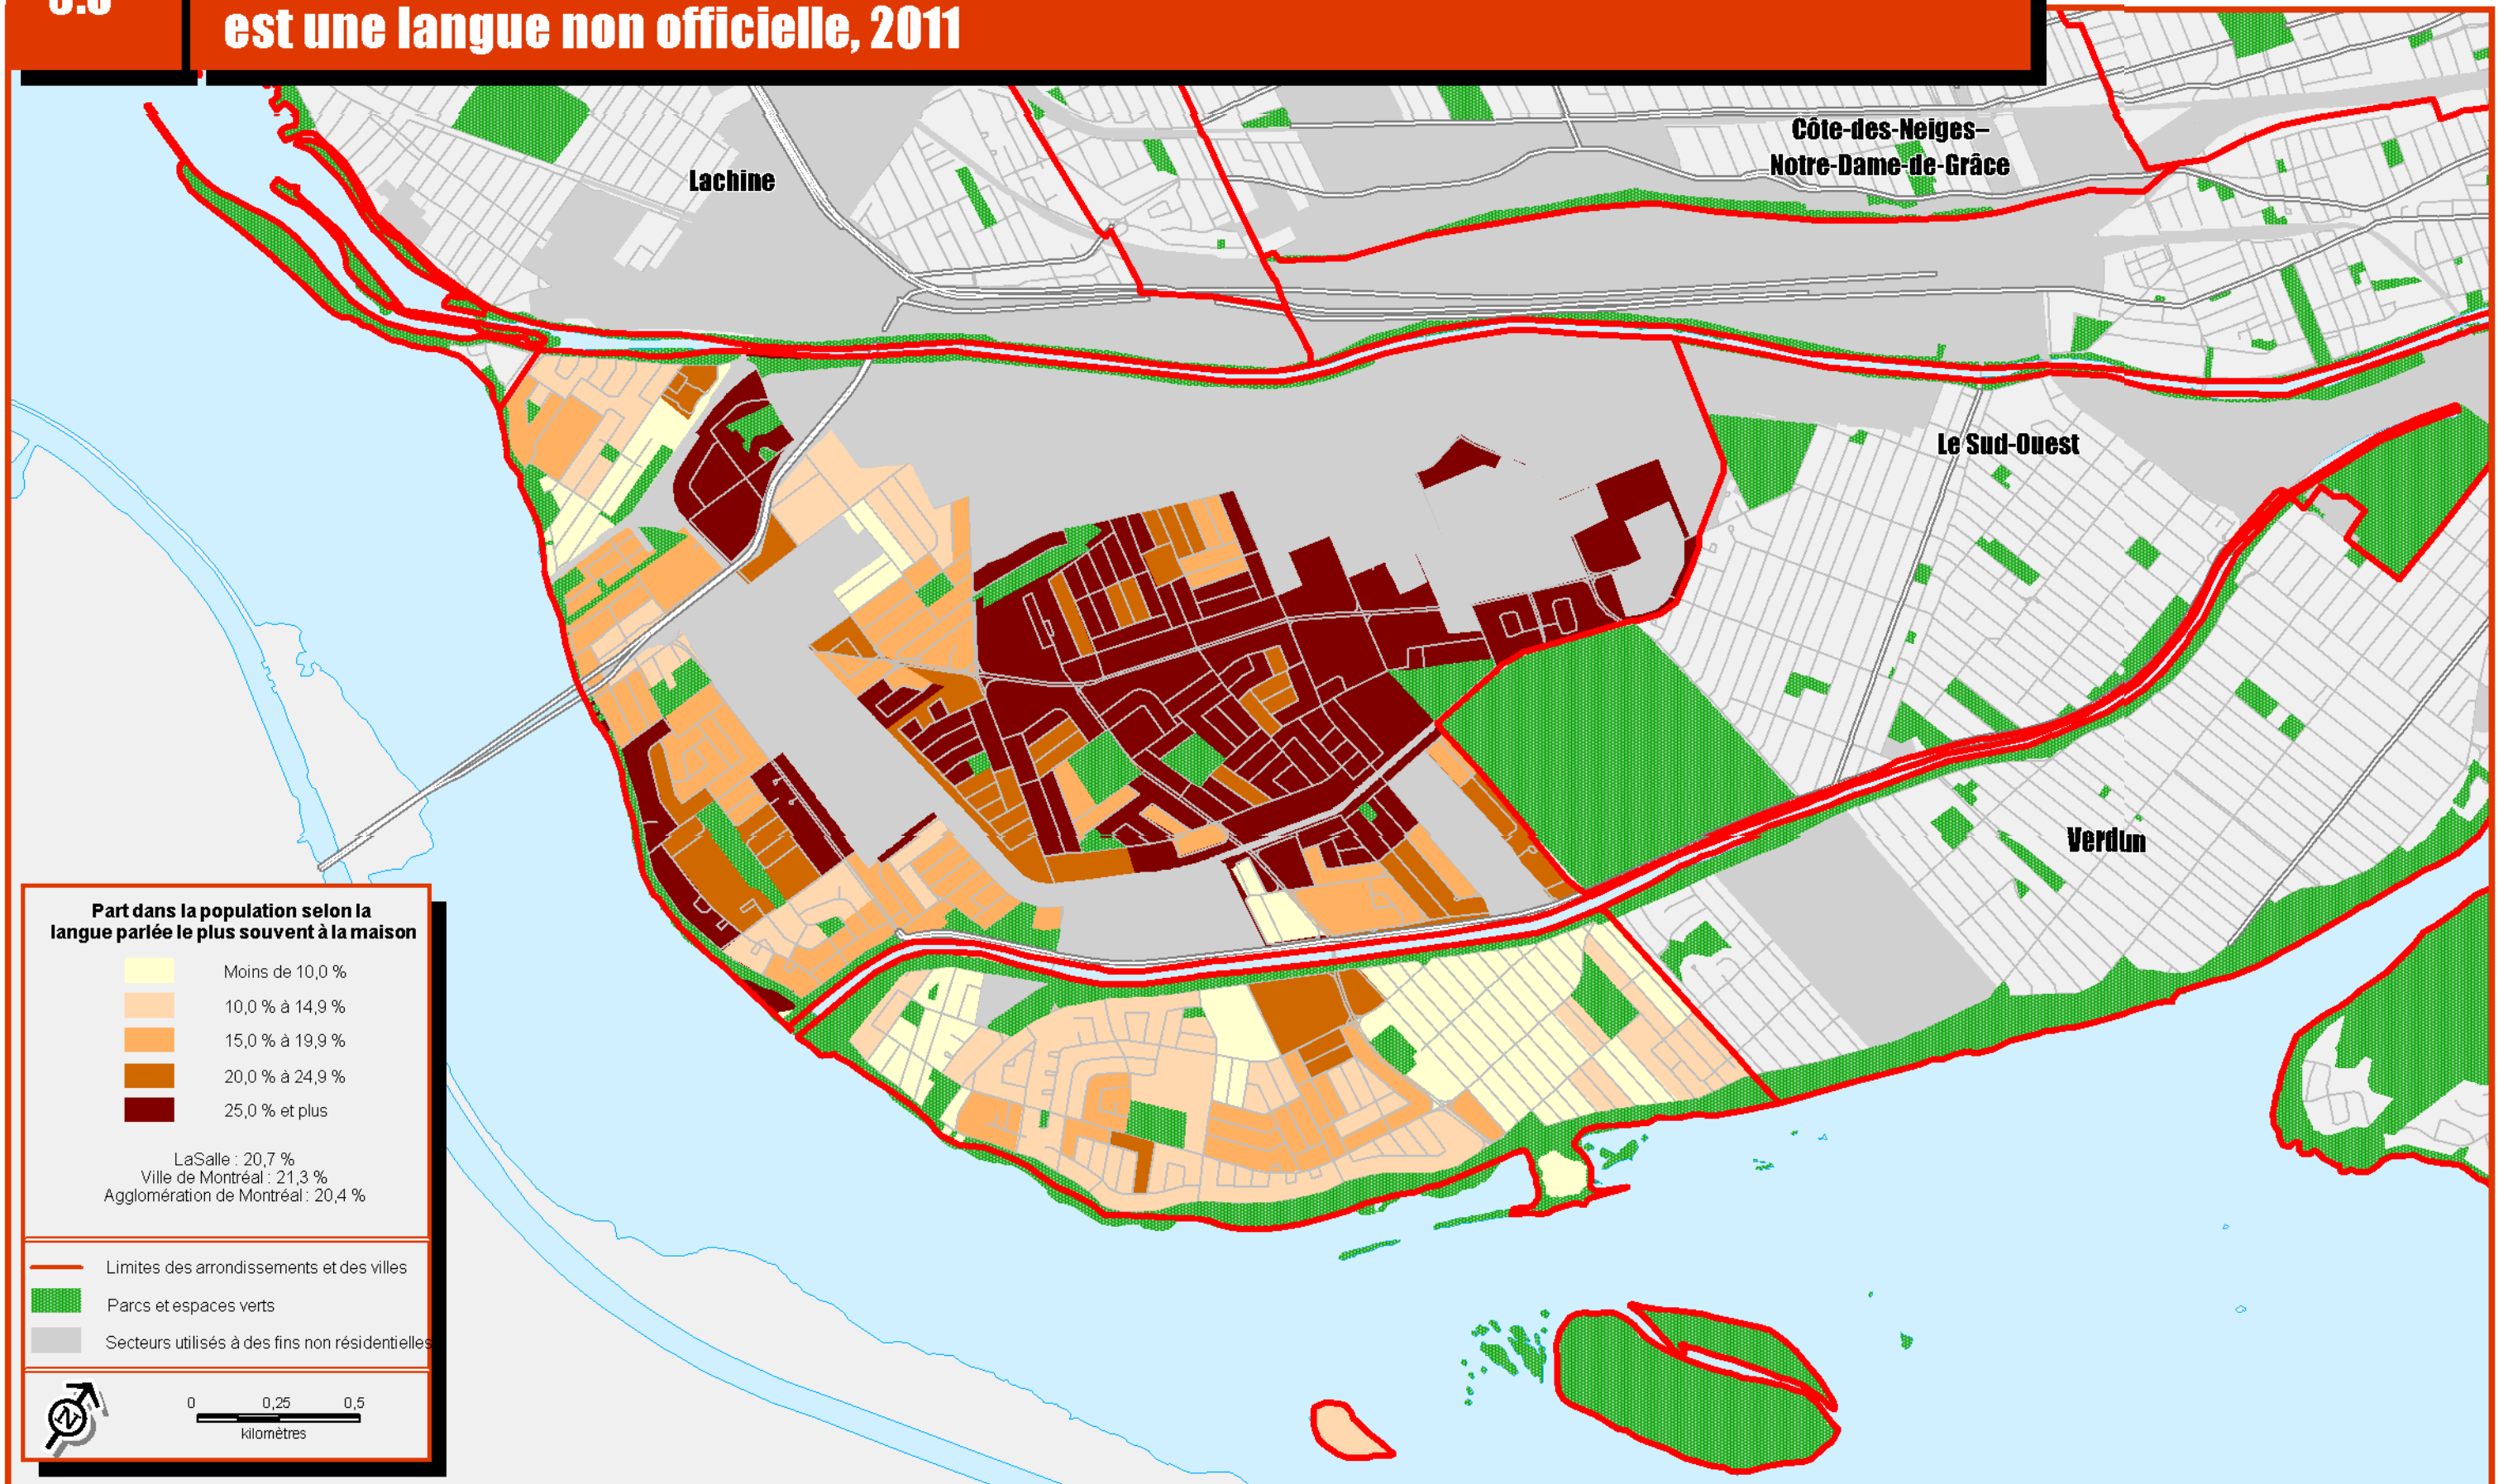 est une langue non officielle, 2011
Lachine
Côte-des-Neiges–
Notre-Dame-de-Grâce
Le Sud-Ouest
Verdun
Part dans la population selon la
langue parlée le plus souvent à la maison
Moins de 10,0 %
10,0 % à 14,9 %
15,0 % à 19,9 %
20,0 % à 24,9 %
25,0 % et plus
LaSalle : 20,7 %
Ville de Montréal : 21,3 %
Agglomération de Montréal : 20,4 %
Limites des arrondissements et des villes
Parcs et espaces verts
Secteurs utilisés à des fins non résidentielles
N
0 0,25 0,5
kilomètres